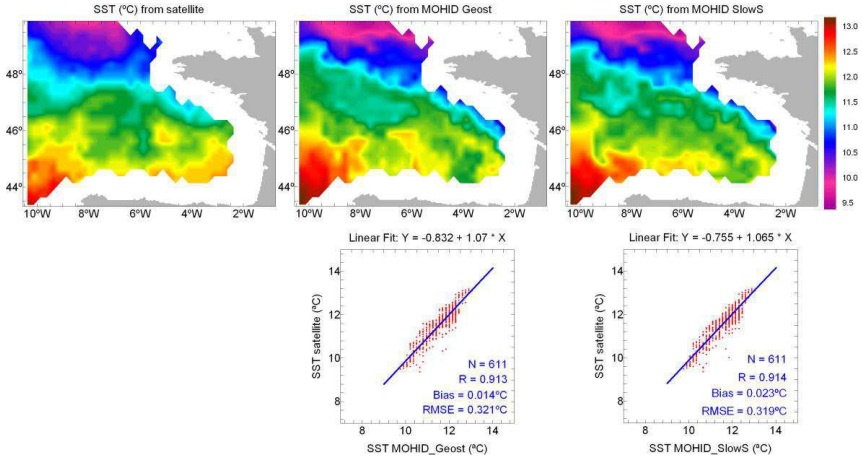 SST (ºC) from satellite
SST (ºC) from MOHID Geost
SST (ºC) from MOHID SlowS
48º
46º
44º
10ºW 8ºW 6ºW 4ºW 2ºW
48º
46º
44º
10ºW 8ºW 6ºW 4ºW 2ºW
48º
46º
44º
10ºW 8ºW 6ºW 4ºW 2ºW
13.0
12.5
12.0
11.5
11.0
10.5
10.0
9.5
Linear Fit: Y = -0.832 + 1.07 * X
SST satellite (ºC)
14
12
10
8
N = 611
R = 0.913
Bias = 0.014ºC
RMSE = 0.321ºC
8 10 12 14
SST MOHID_Geost (ºC)
Linear Fit: Y = -0.755 + 1.065 * X
SST satellite (ºC)
14
12
10
8
N = 611
R = 0.914
Bias = 0.023ºC
RMSE = 0.319ºC
8 10 12 14
SST MOHID_SlowS (ºC)